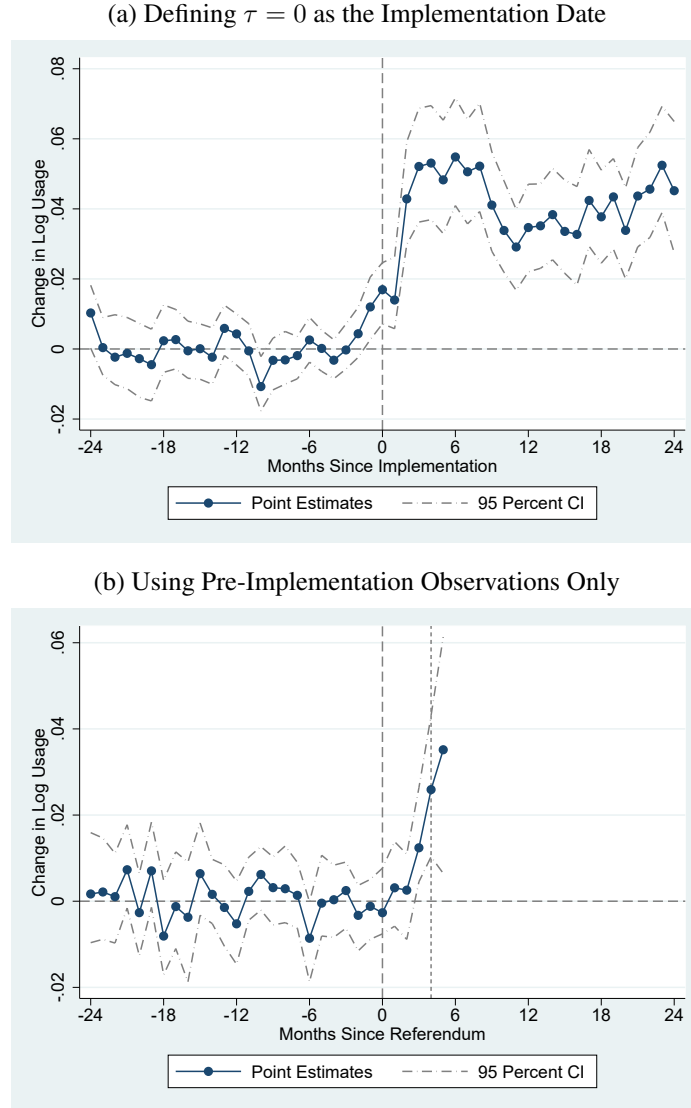 (a) Defining τ = 0 as the Implementation Date
Change in Log Usage
.08
.06
.04
.02
0
-.02
-24 -18 -12 -6 0 6 12 18 24
Months Since Implementation
Point Estimates 95 Percent CI
(b) Using Pre-Implementation Observations Only
Change in Log Usage
.06
.04
.02
0
-.02
-24 -18 -12 -6 0 6 12 18 24
Months Since Referendum
Point Estimates 95 Percent CI